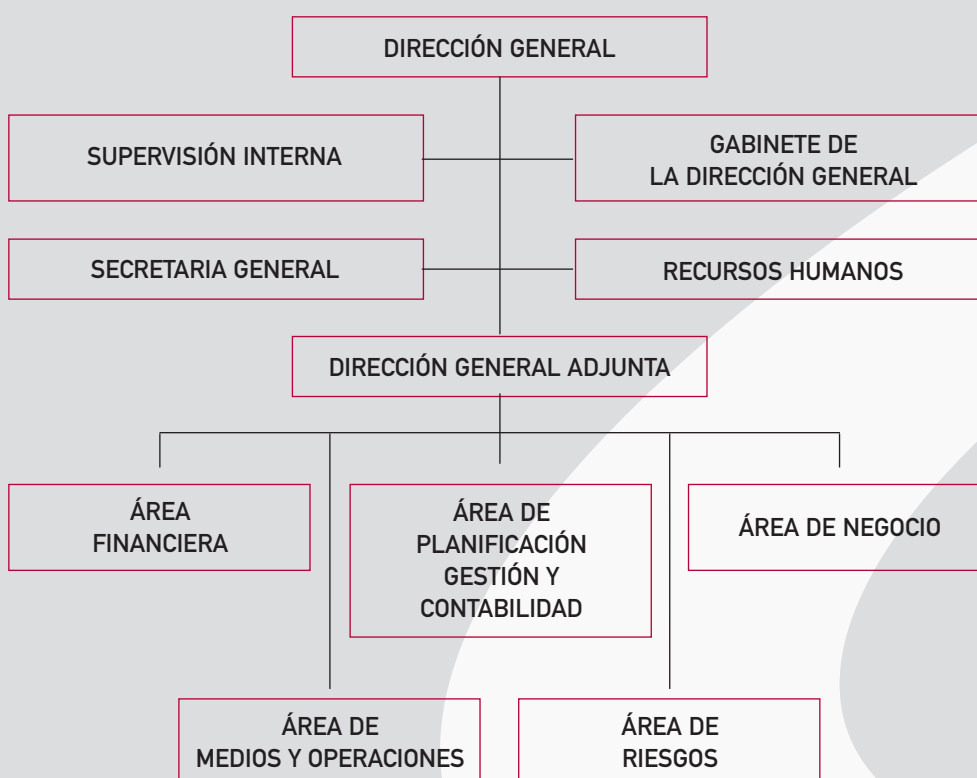 DIRECCIÓN GENERAL
SUPERVISIÓN INTERNA
GABINETE DE
LA DIRECCIÓN GENERAL
SECRETARIA GENERAL
RECURSOS HUMANOS
DIRECCIÓN GENERAL ADJUNTA
ÁREA
FINANCIERA
ÁREA DE
PLANIFICACIÓN
GESTIÓN Y
CONTABILIDAD
ÁREA DE NEGOCIO
ÁREA DE
MEDIOS Y OPERACIONES
ÁREA DE
RIESGOS